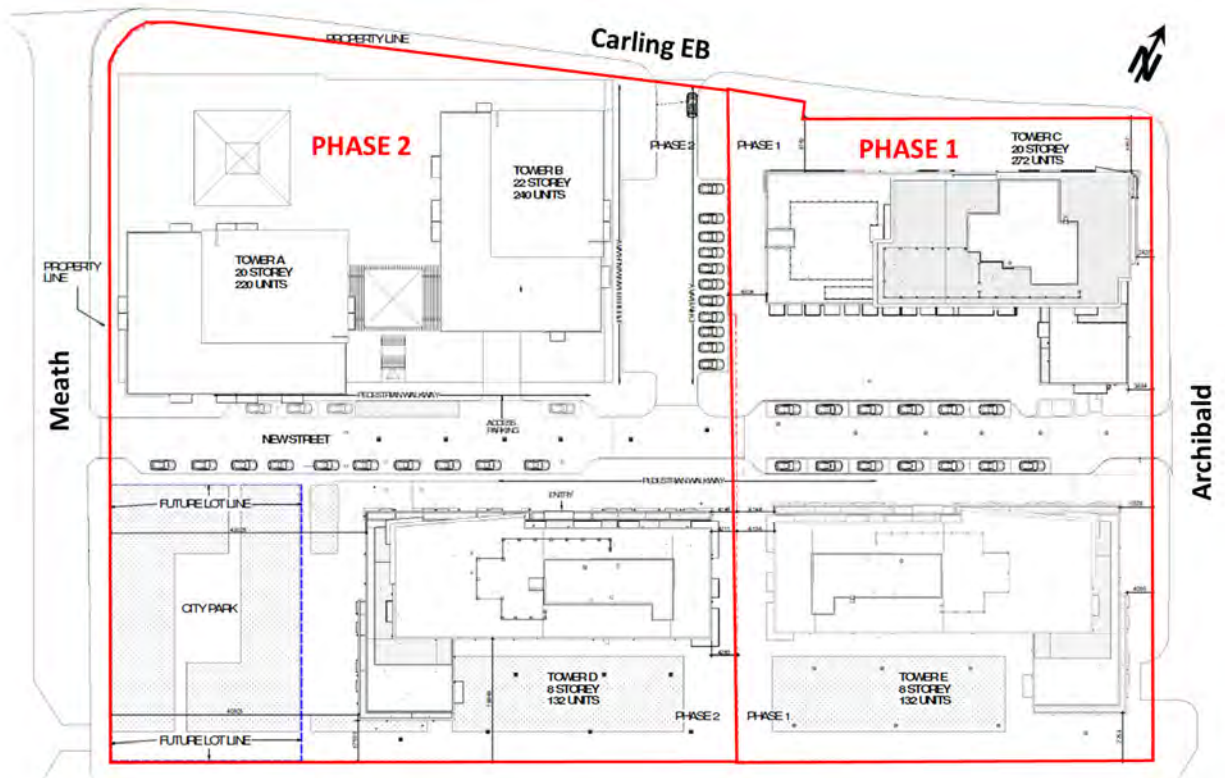 Carling EB
N
PROPERTY LINE
PHASE 2
PHASE 2
PHASE 1
PHASE 1
TOWER C
20 STOREY
272 UNITS
TOWER B
22 STOREY
240 UNITS
TOWER A
20 STOREY
220 UNITS
PROPERTY
LINE
PEDESTRIAN WALKWAY
DRIVEWAY
Meath
Archibald
PEDESTRIAN WALKWAY
ACCESS
PARKING
NEW STREET
PEDESTRIAN WALKWAY
FUTURE LOT LINE
ENTRY
CITY PARK
TOWER D
8 STOREY
132 UNITS
TOWER E
8 STOREY
132 UNITS
PHASE 2
PHASE 1
FUTURE LOT LINE